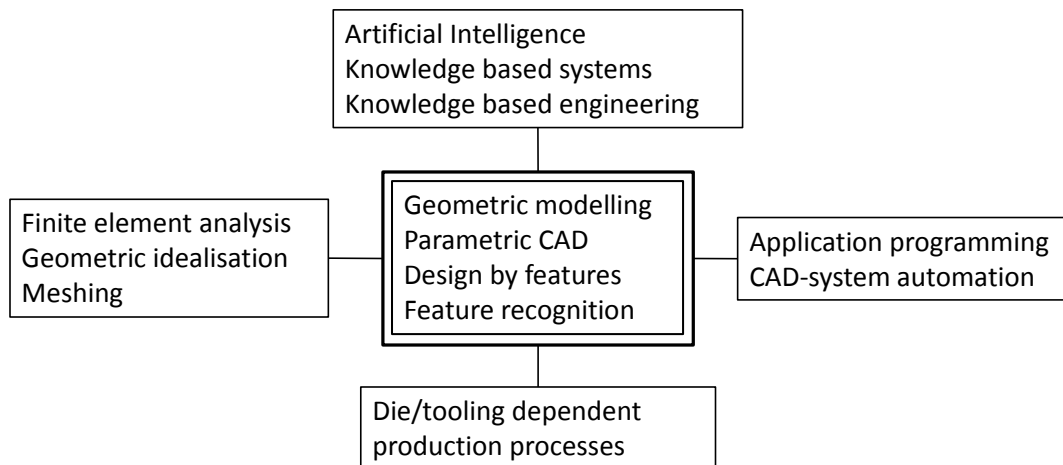 Artificial Intelligence
Knowledge based systems
Knowledge based engineering
Finite element analysis
Geometric idealisation
Meshing
Geometric modelling
Parametric CAD
Design by features
Feature recognition
Application programming
CAD-system automation
Die/tooling dependent
production processes